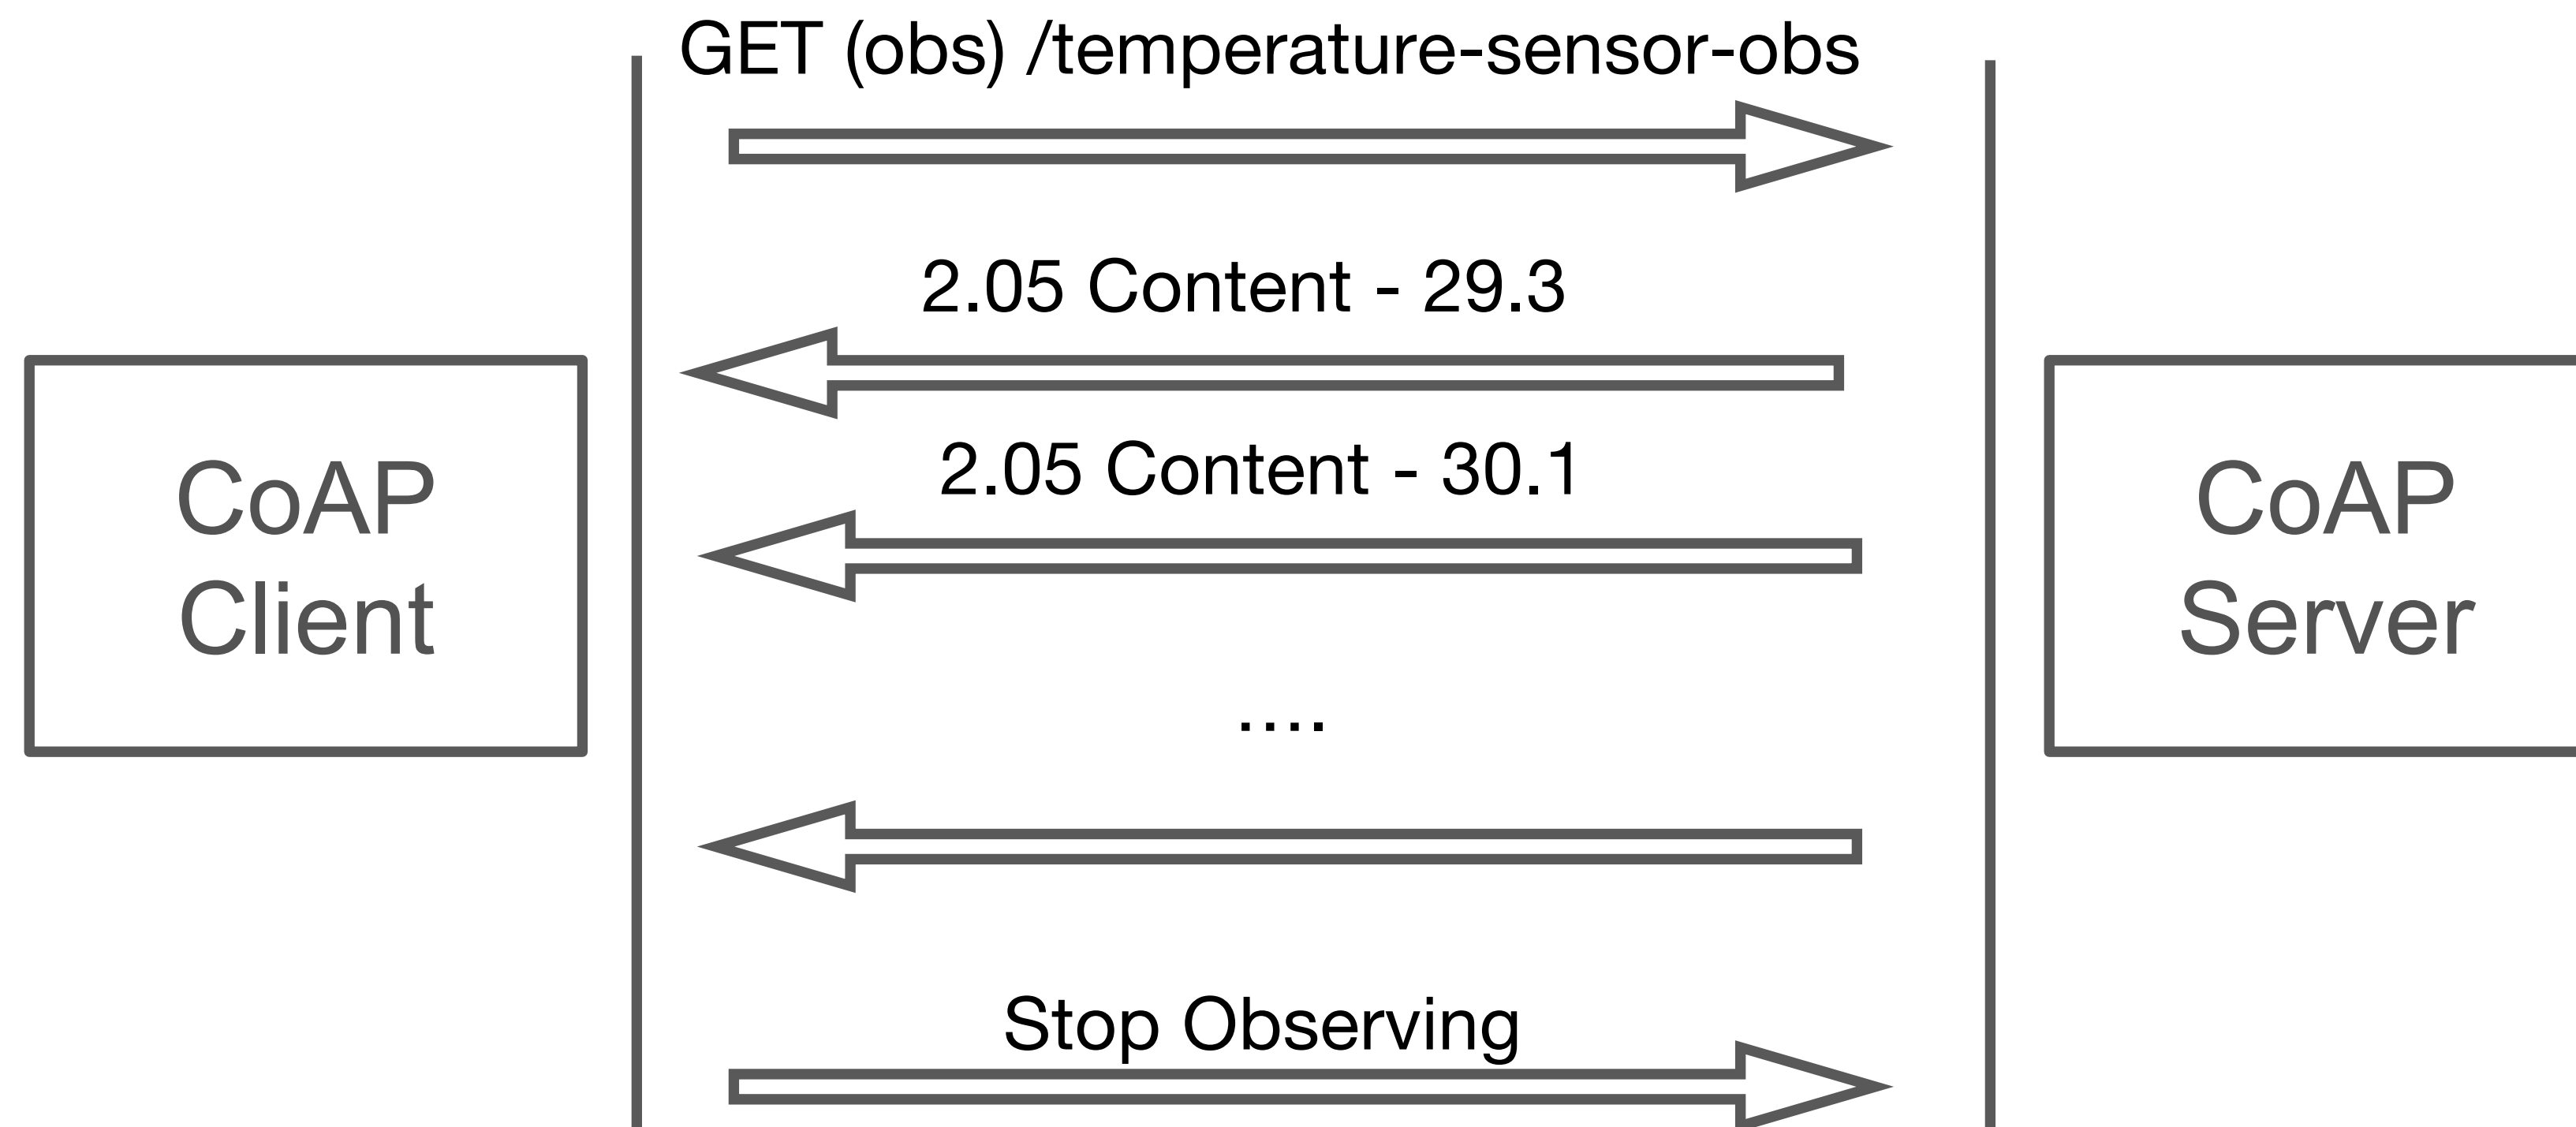 GET (obs) /temperature-sensor-obs
2.05 Content - 29.3
2.05 Content - 30.1
CoAP
Client
CoAP
Server
....
Stop Observing